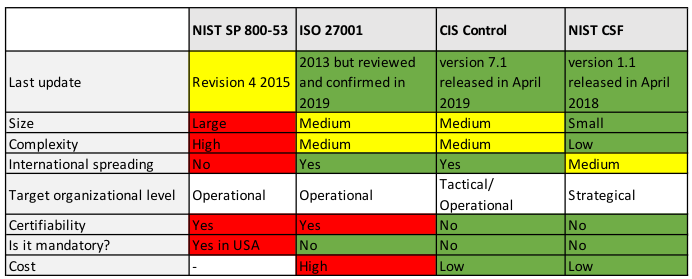 NIST SP 800-53 ISO 27001 CIS Control NIST CSF
Last update Revision 4 2015 2013 but reviewed and confirmed in 2019 version 7.1 released in April 2019 version 1.1 released in April 2018
Size Large Medium Medium Small
Complexity High Medium Medium Low
International spreading No Yes Yes Medium
Target organizational level Operational Operational Tactical/ Operational Strategical
Certifiability Yes Yes No No
Is it mandatory? Yes in USA No No No
Cost - High Low Low